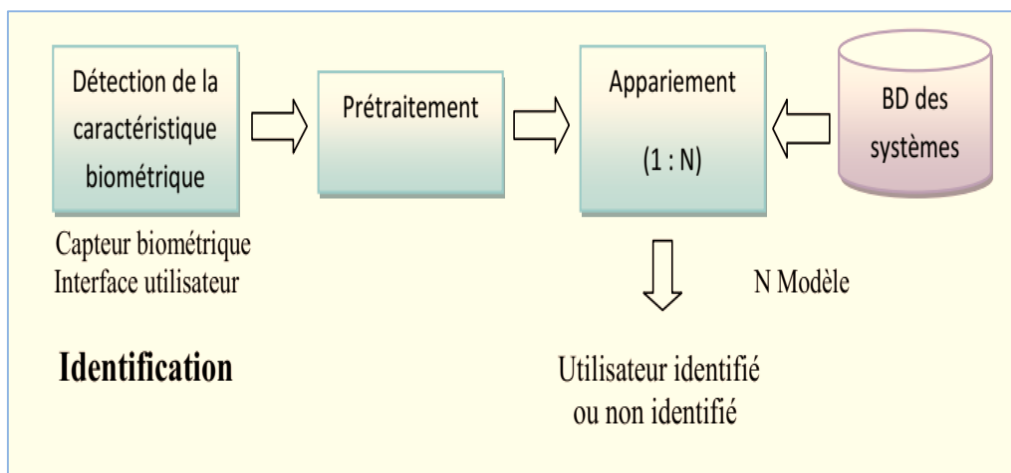 Détection de la
caractéristique
biométrique
Prétraitement
Appariement
(1 : N)
BD des
systèmes
Capteur biométrique
Interface utilisateur
N Modèle
Identification
Utilisateur identifié
ou non identifié